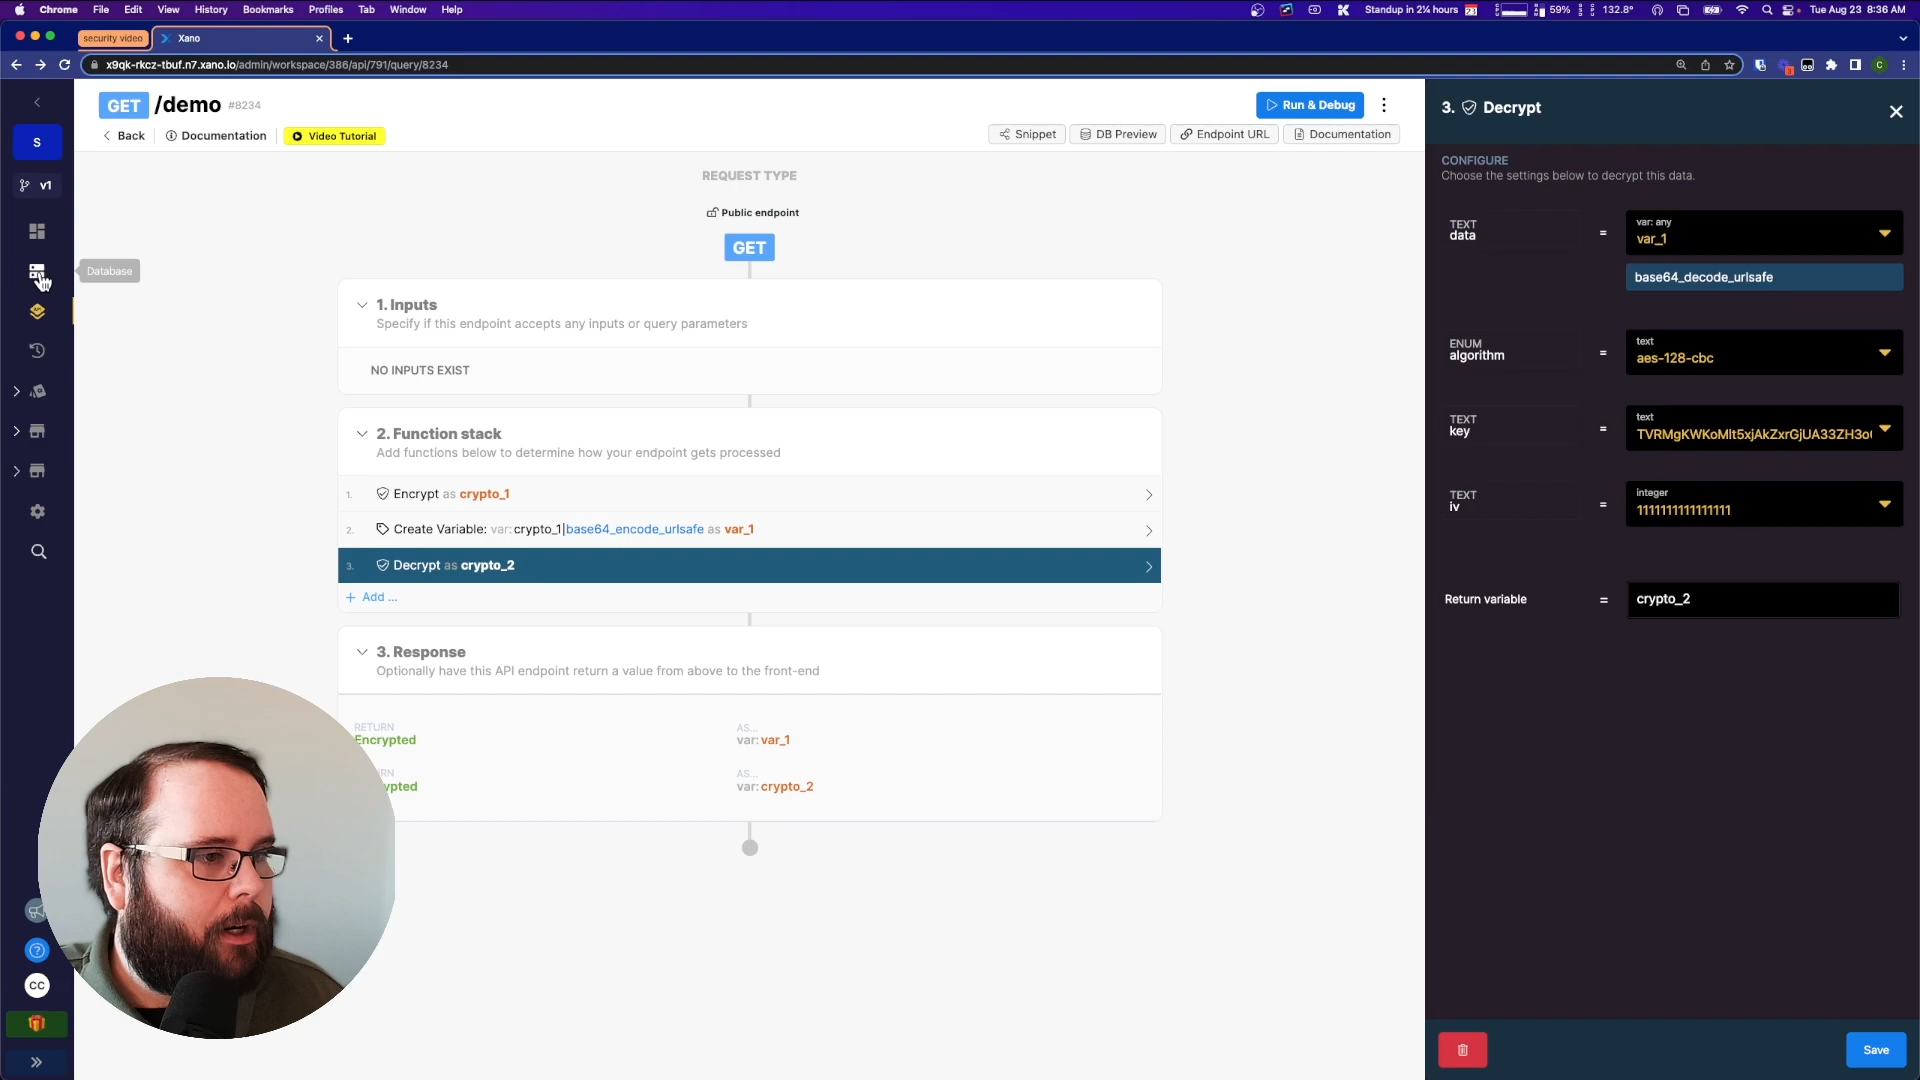 Chrome File Edit View History Bookmarks Profiles Tab Window Help
Standup in 2¼ hours 59% 132.8° Tue Aug 23 8:36 AM
security video Xano
x9qk-rkcz-tbuf.n7.xano.io/admin/workspace/386/api/791/query/8234
S
v1
Database
CC
GET /demo #8234
Run & Debug
Back Documentation Video Tutorial
Snippet DB Preview Endpoint URL Documentation
REQUEST TYPE
Public endpoint
GET
1. Inputs
Specify if this endpoint accepts any inputs or query parameters
NO INPUTS EXIST
2. Function stack
Add functions below to determine how your endpoint gets processed
1. Encrypt as crypto_1
2. Create Variable: var:crypto_1|base64_encode_urlsafe as var_1
3. Decrypt as crypto_2
+ Add ...
3. Response
Optionally have this API endpoint return a value from above to the front-end
RETURN AS...
Encrypted var: var_1
AS...
var: crypto_2
3. Decrypt
CONFIGURE
Choose the settings below to decrypt this data.
TEXT
data
=
var: any
var_1
base64_decode_urlsafe
ENUM
algorithm
=
text
aes-128-cbc
TEXT
key
=
text
TEXT
iv
=
integer
1111111111111111
Return variable = crypto_2
Save